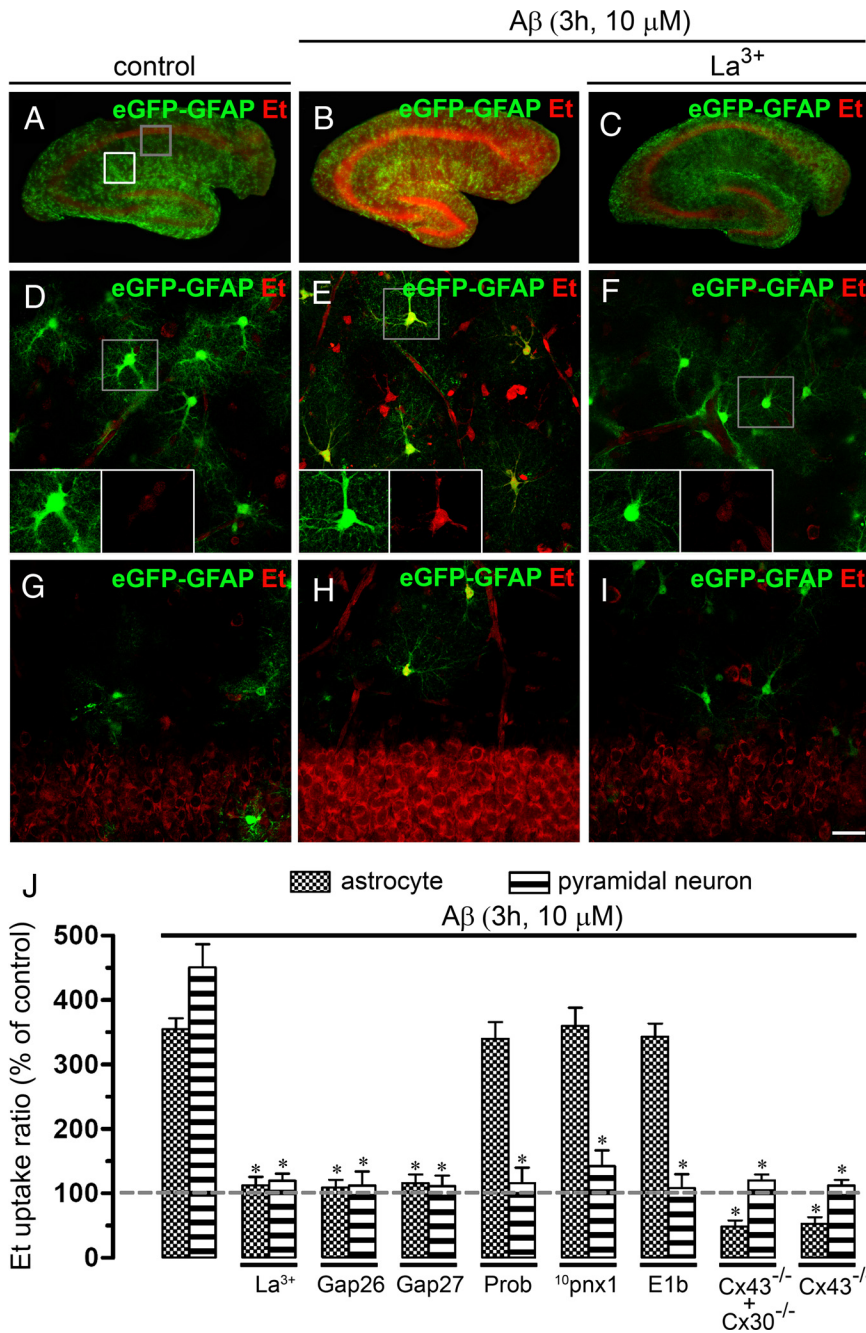 Aβ (3h, 10 μM)
control
La³⁺
A eGFP-GFAP Et
B eGFP-GFAP Et
C eGFP-GFAP Et
D eGFP-GFAP Et
E eGFP-GFAP Et
F eGFP-GFAP Et
G eGFP-GFAP Et
H eGFP-GFAP Et
I eGFP-GFAP Et
J
astrocyte pyramidal neuron
Aβ (3h, 10 μM)
Et uptake ratio (% of control)
500
400
300
200
100
0
* * * * * * * * * * * * *
La³⁺ Gap26 Gap27 Prob ¹⁰pnx1 E1b Cx43⁻/⁻ + Cx30⁻/⁻ Cx43⁻/